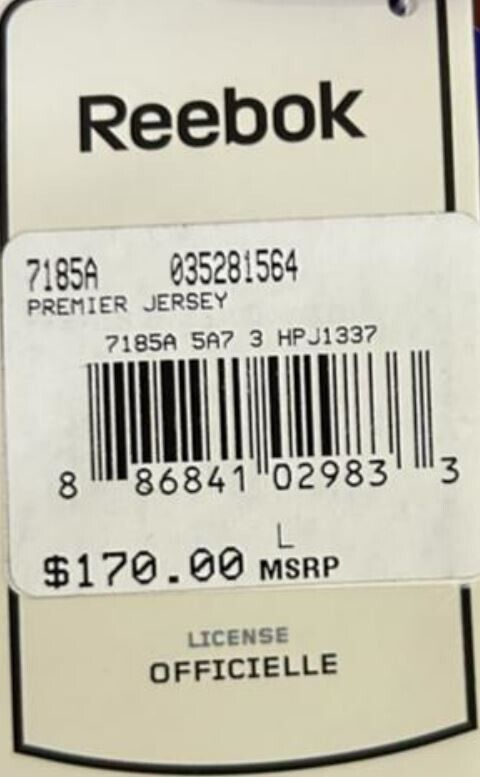 Reebok
7185A 035281564
PREMIER JERSEY
7185A 5A7 3 HPJ1337
8 86841 02983 3
L
$170.00 MSRP
LICENSE
OFFICIELLE